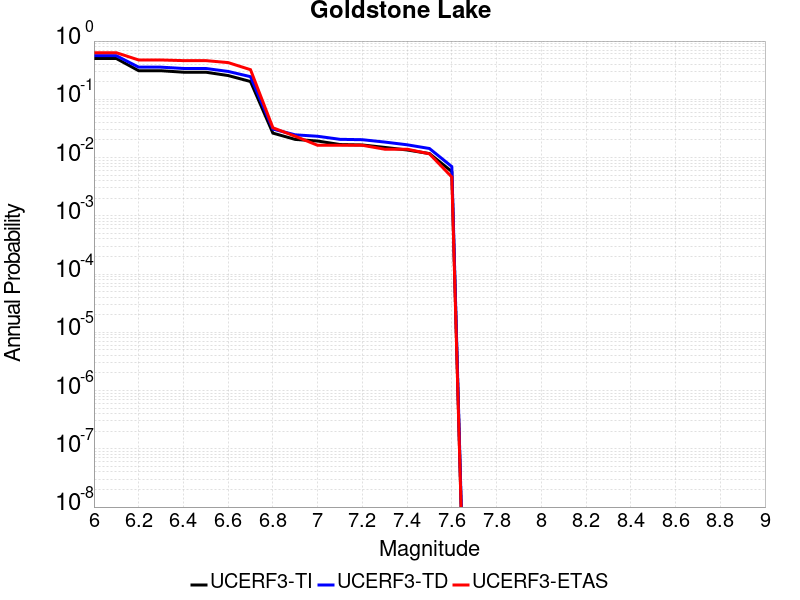 Goldstone Lake
10^0
10^-1
10^-2
10^-3
10^-4
10^-5
10^-6
10^-7
10^-8
Annual Probability
6 6.2 6.4 6.6 6.8 7 7.2 7.4 7.6 7.8 8 8.2 8.4 8.6 8.8 9
Magnitude
UCERF3-TI UCERF3-TD UCERF3-ETAS